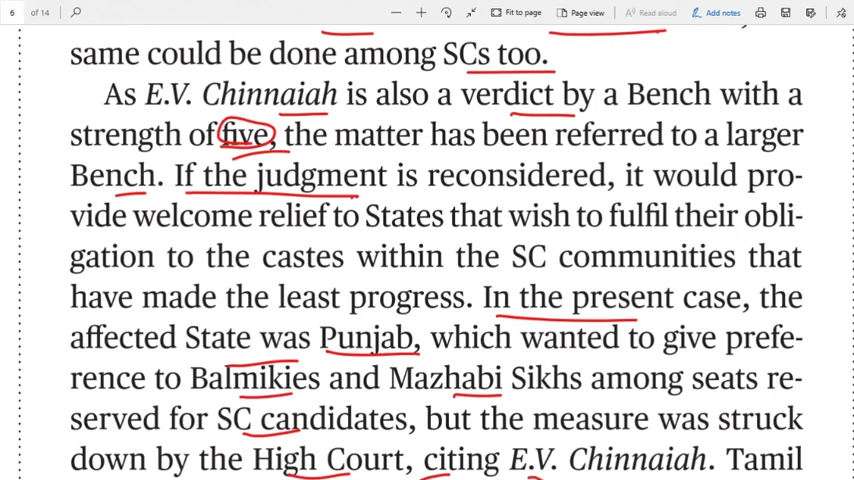 6 of 14 Fit to page Page view Read aloud Add notes
same could be done among SCs too.
As E.V. Chinnaiah is also a verdict by a Bench with a
strength of five, the matter has been referred to a larger
Bench. If the judgment is reconsidered, it would pro-
vide welcome relief to States that wish to fulfil their obli-
gation to the castes within the SC communities that
have made the least progress. In the present case, the
affected State was Punjab, which wanted to give prefe-
rence to Balmikies and Mazhabi Sikhs among seats re-
served for SC candidates, but the measure was struck
down by the High Court, citing E.V. Chinnaiah. Tamil